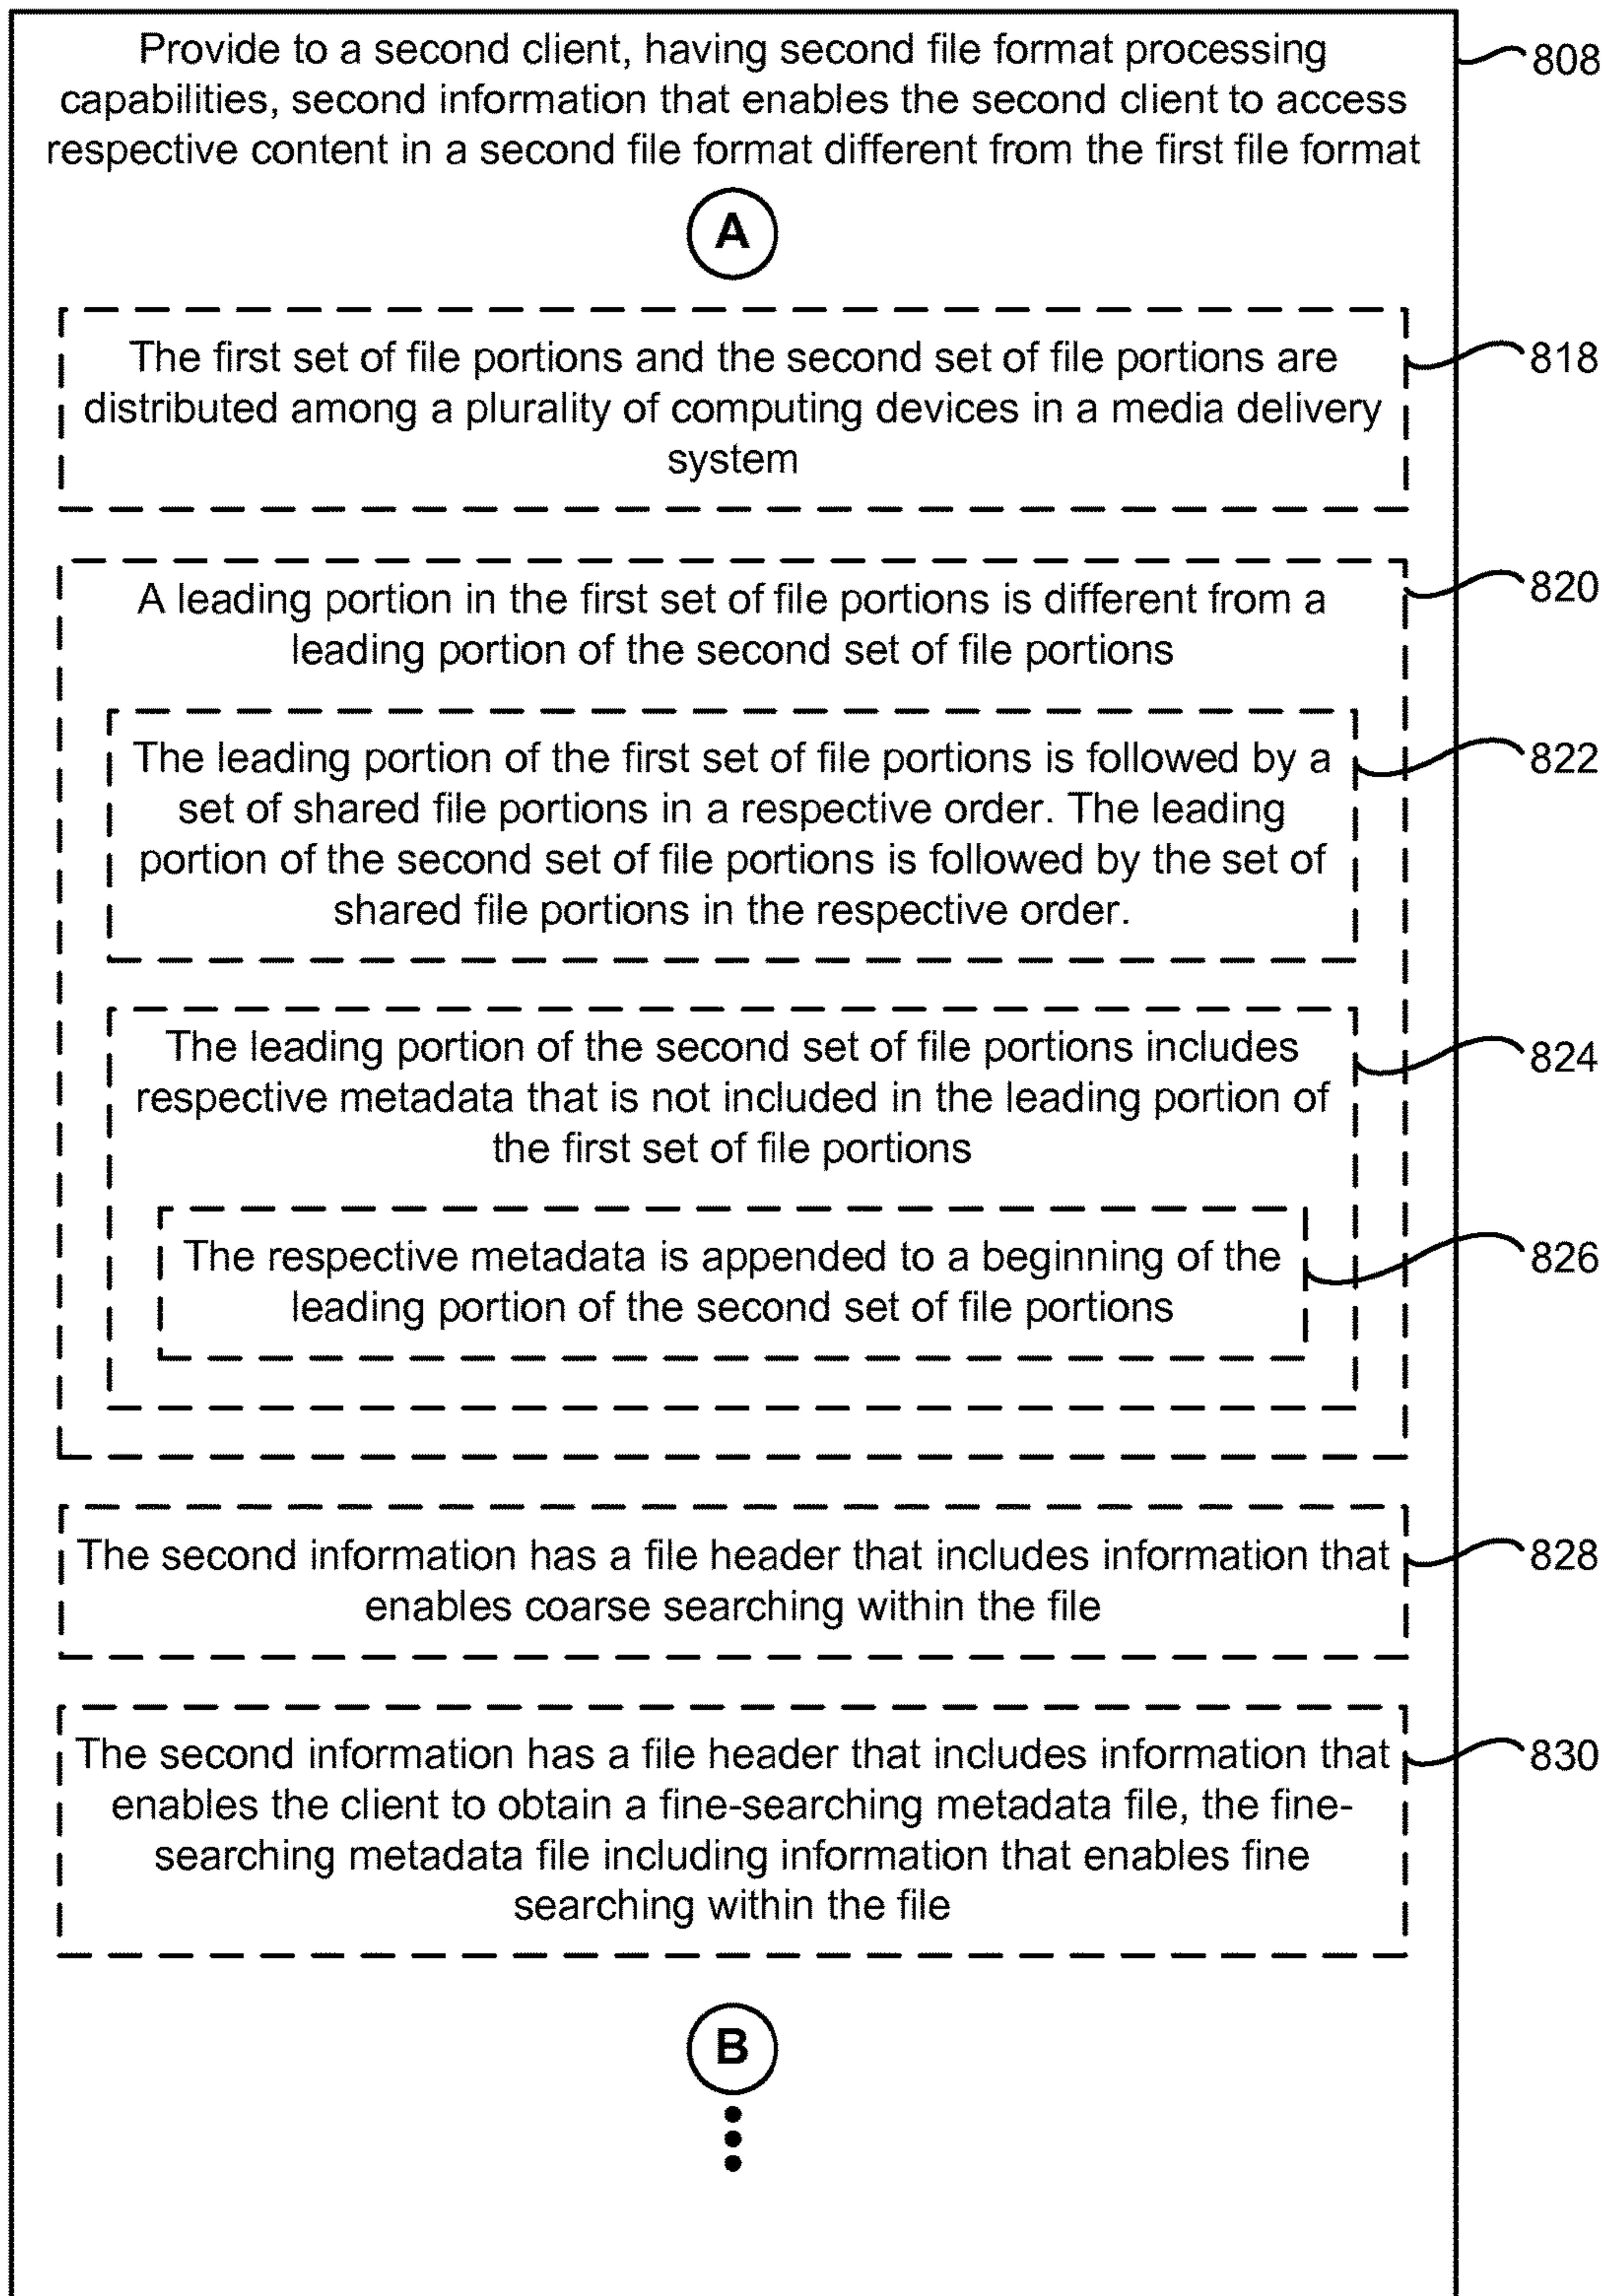 Provide to a second client, having second file format processing
capabilities, second information that enables the second client to access
respective content in a second file format different from the first file format
808
A
The first set of file portions and the second set of file portions are
distributed among a plurality of computing devices in a media delivery
system
818
A leading portion in the first set of file portions is different from a
leading portion of the second set of file portions
820
The leading portion of the first set of file portions is followed by a
set of shared file portions in a respective order. The leading
portion of the second set of file portions is followed by the set of
shared file portions in the respective order.
822
The leading portion of the second set of file portions includes
respective metadata that is not included in the leading portion of
the first set of file portions
824
The respective metadata is appended to a beginning of the
leading portion of the second set of file portions
826
The second information has a file header that includes information that
enables coarse searching within the file
828
The second information has a file header that includes information that
enables the client to obtain a fine-searching metadata file, the fine-
searching metadata file including information that enables fine
searching within the file
830
B